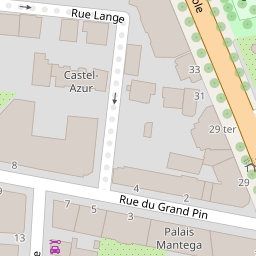 Rue Lange
ole
33
Castel-
Azur
31
29 ter
8
4
2
29
Rue du Grand Pin
7
5
3
13
Palais
Mantega
e